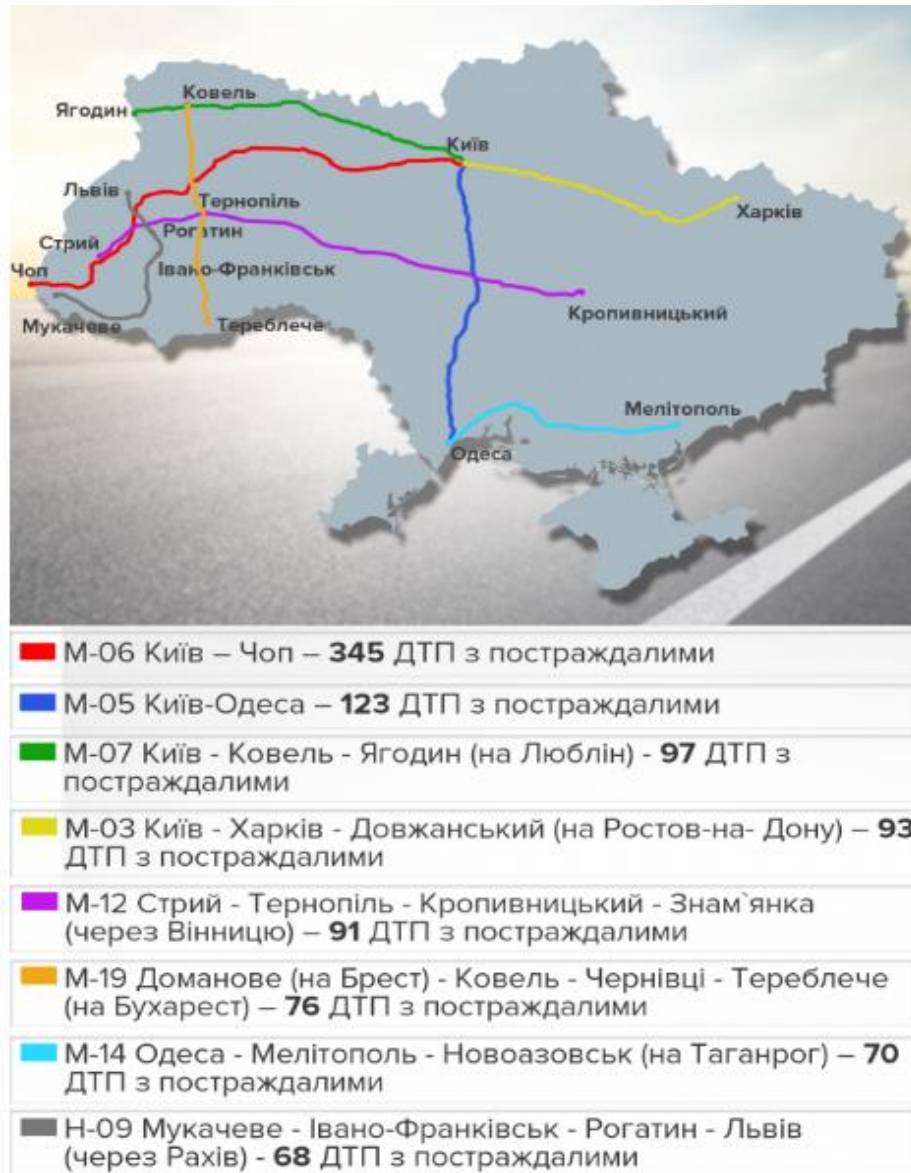 Ковель
Ягодин
Київ
Львів
Тернопіль
Харків
Стрий
Рогатин
Чоп
Івано-Франківськ
Мукачеве
Тереблече
Кропивницький
Мелітополь
Одеса
М-06 Київ – Чоп – 345 ДТП з постраждалими
М-05 Київ-Одеса – 123 ДТП з постраждалими
М-07 Київ - Ковель - Ягодин (на Люблін) - 97 ДТП з
постраждалими
М-03 Київ - Харків - Довжанський (на Ростов-на- Дону) – 93
ДТП з постраждалими
М-12 Стрий - Тернопіль - Кропивницький - Знам`янка
(через Вінницю) – 91 ДТП з постраждалими
М-19 Доманове (на Брест) - Ковель - Чернівці - Тереблече
(на Бухарест) – 76 ДТП з постраждалими
М-14 Одеса - Мелітополь - Новоазовськ (на Таганрог) – 70
ДТП з постраждалими
Н-09 Мукачеве - Івано-Франківськ - Рогатин - Львів
(через Рахів) - 68 ДТП з постраждалими